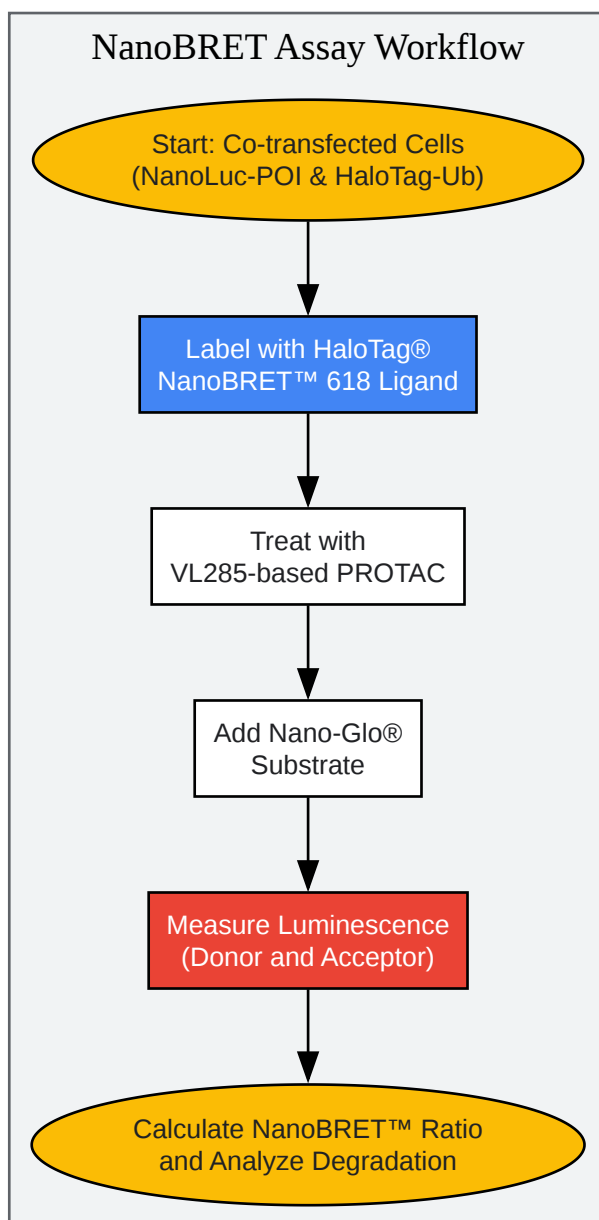 NanoBRET Assay Workflow
Start: Co-transfected Cells
(NanoLuc-POI & HaloTag-Ub)
Label with HaloTag®
NanoBRET™ 618 Ligand
Treat with
VL285-based PROTAC
Add Nano-Glo®
Substrate
Measure Luminescence
(Donor and Acceptor)
Calculate NanoBRET™ Ratio
and Analyze Degradation